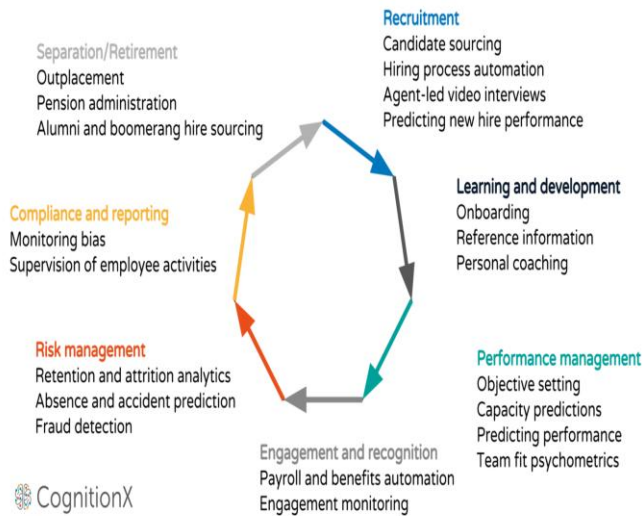 Recruitment
Candidate sourcing
Hiring process automation
Agent-led video interviews
Predicting new hire performance
Learning and development
Onboarding
Reference information
Personal coaching
Performance management
Objective setting
Capacity predictions
Predicting performance
Team fit psychometrics
Engagement and recognition
Payroll and benefits automation
Engagement monitoring
Risk management
Retention and attrition analytics
Absence and accident prediction
Fraud detection
Compliance and reporting
Monitoring bias
Supervision of employee activities
Separation/Retirement
Outplacement
Pension administration
Alumni and boomerang hire sourcing
CognitionX